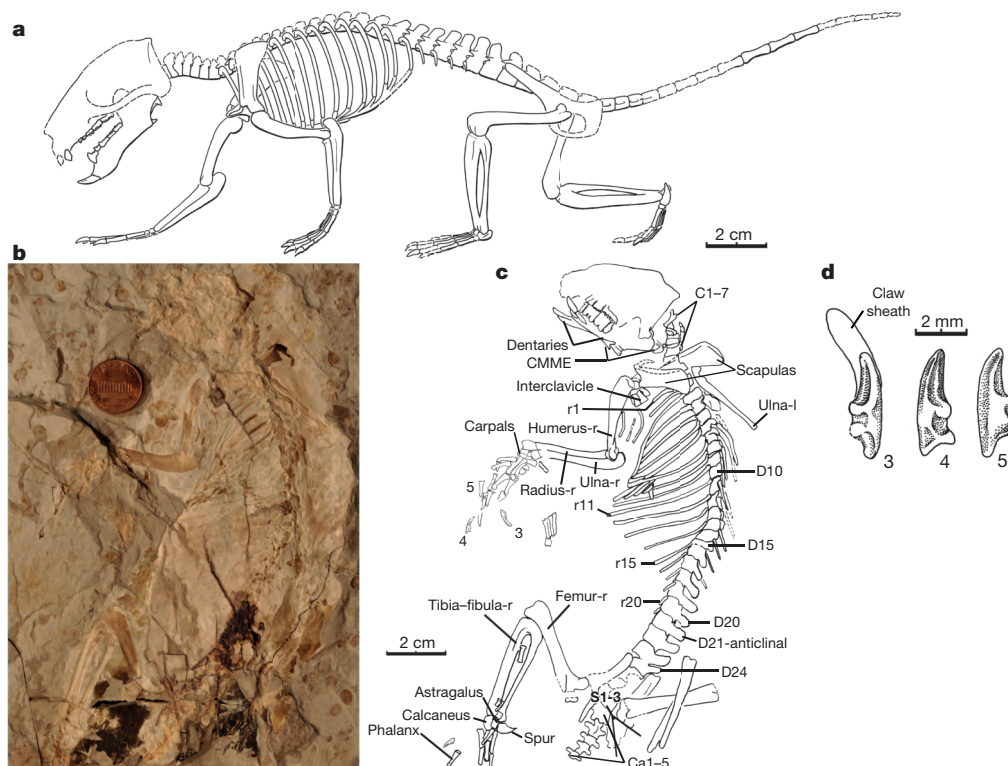 a
2 cm
b
c
d
C1–7
Dentaries
CMME
Scapulas
Interclavicle
r1
Ulna-l
Carpals
Humerus-r
Radius-r
Ulna-r
D10
5
r11
4
3
D15
r15
r20
D20
D21-anticlinal
D24
Tibia–fibula-r
Femur-r
2 cm
Astragalus
Calcaneus
Phalanx
Spur
S1-3
Ca1–5
Claw
sheath
2 mm
3
4
5